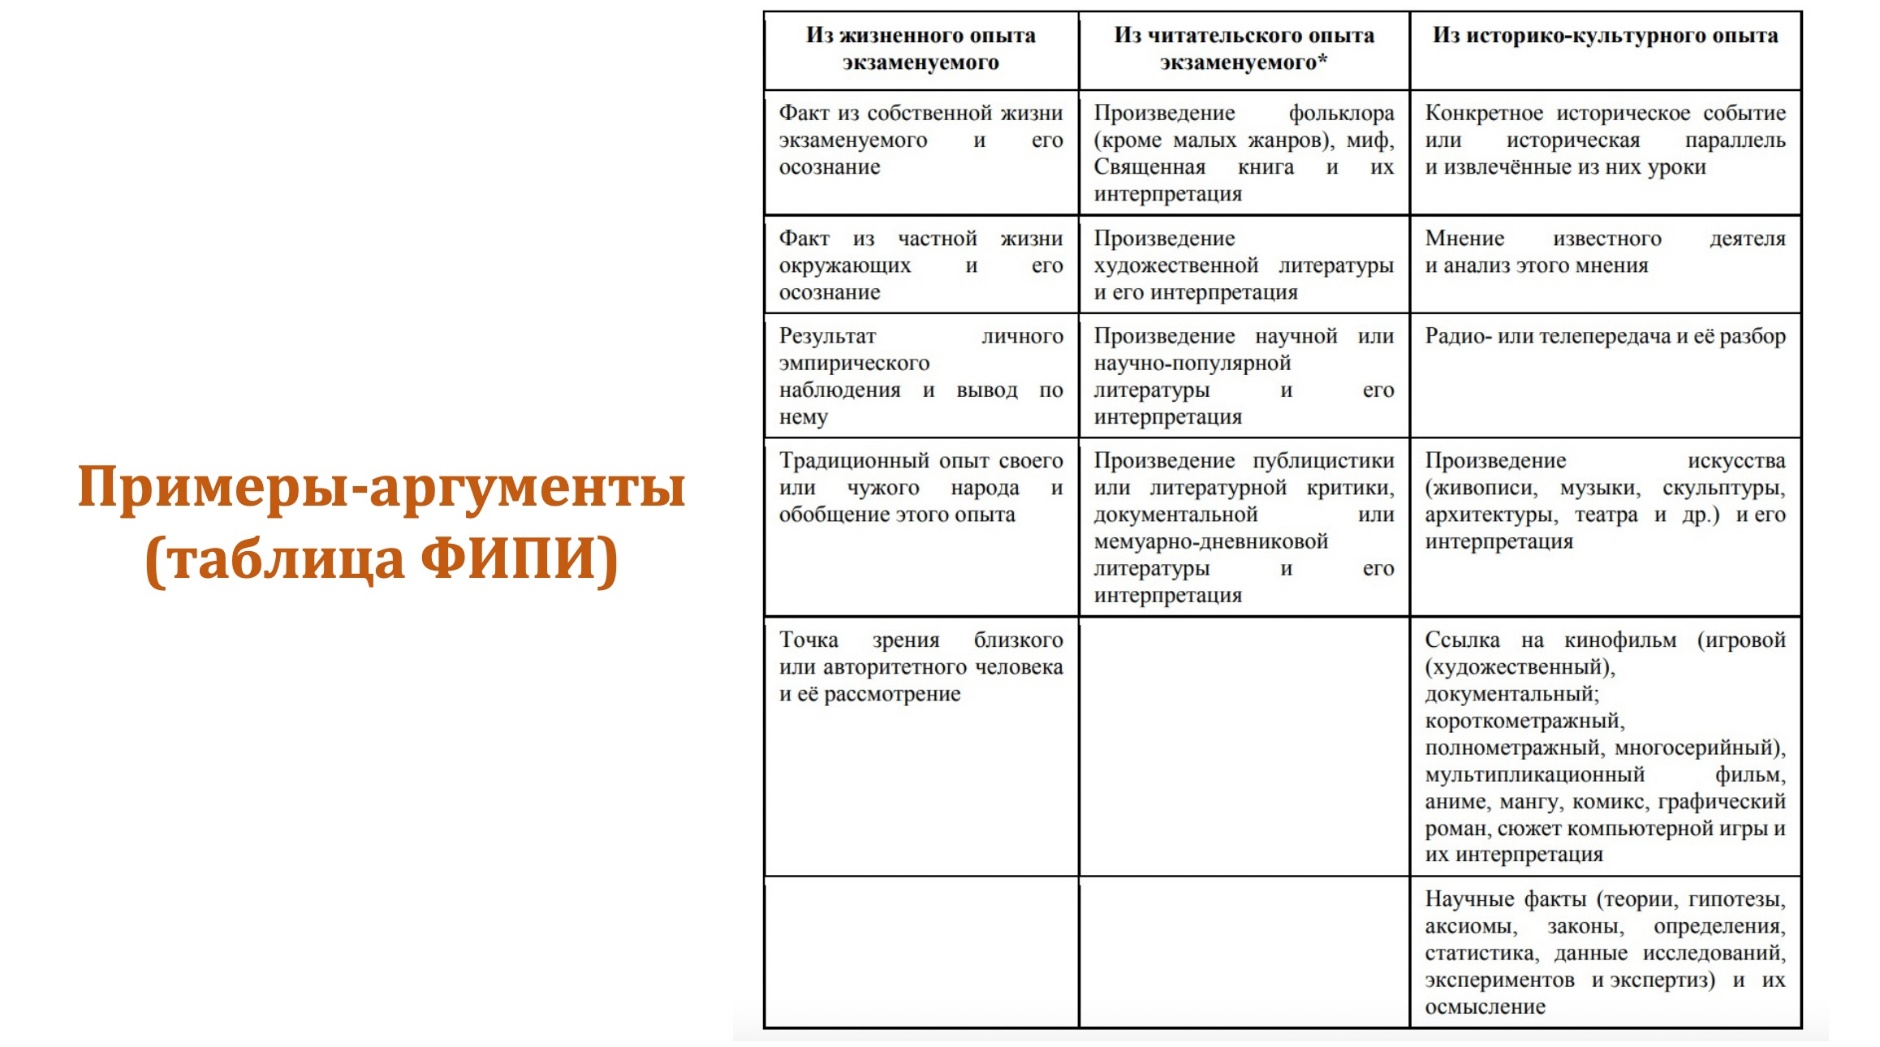 Примеры-аргументы
(таблица ФИПИ)
Из жизненного опыта
экзаменуемого
Из читательского опыта
экзаменуемого*
Из историко-культурного опыта
Факт из собственной жизни
экзаменуемого и его
осознание
Произведение фольклора
(кроме малых жанров), миф,
Священная книга и их
интерпретация
Конкретное историческое событие
или историческая параллель
и извлечённые из них уроки
Факт из частной жизни
окружающих и его
осознание
Произведение
художественной литературы
и его интерпретация
Мнение известного деятеля
и анализ этого мнения
Результат личного
эмпирического
наблюдения и вывод по
нему
Произведение научной или
научно-популярной
литературы и его
интерпретация
Радио- или телепередача и её разбор
Традиционный опыт своего
или чужого народа и
обобщение этого опыта
Произведение публицистики
или литературной критики,
документальной или
мемуарно-дневниковой
литературы и его
интерпретация
Произведение искусства
(живописи, музыки, скульптуры,
архитектуры, театра и др.) и его
интерпретация
Точка зрения близкого
или авторитетного человека
и её рассмотрение
Ссылка на кинофильм (игровой
(художественный),
документальный;
короткометражный,
полнометражный, многосерийный),
мультипликационный фильм,
аниме, мангу, комикс, графический
роман, сюжет компьютерной игры и
их интерпретация
Научные факты (теории, гипотезы,
аксиомы, законы, определения,
статистика, данные исследований,
экспериментов и экспертиз) и их
осмысление